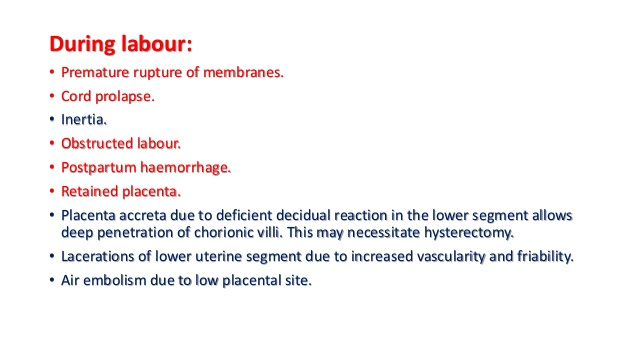 During labour:
• Premature rupture of membranes.
• Cord prolapse.
• Inertia.
• Obstructed labour.
• Postpartum haemorrhage.
• Retained placenta.
• Placenta accreta due to deficient decidual reaction in the lower segment allows
deep penetration of chorionic villi. This may necessitate hysterectomy.
• Lacerations of lower uterine segment due to increased vascularity and friability.
• Air embolism due to low placental site.